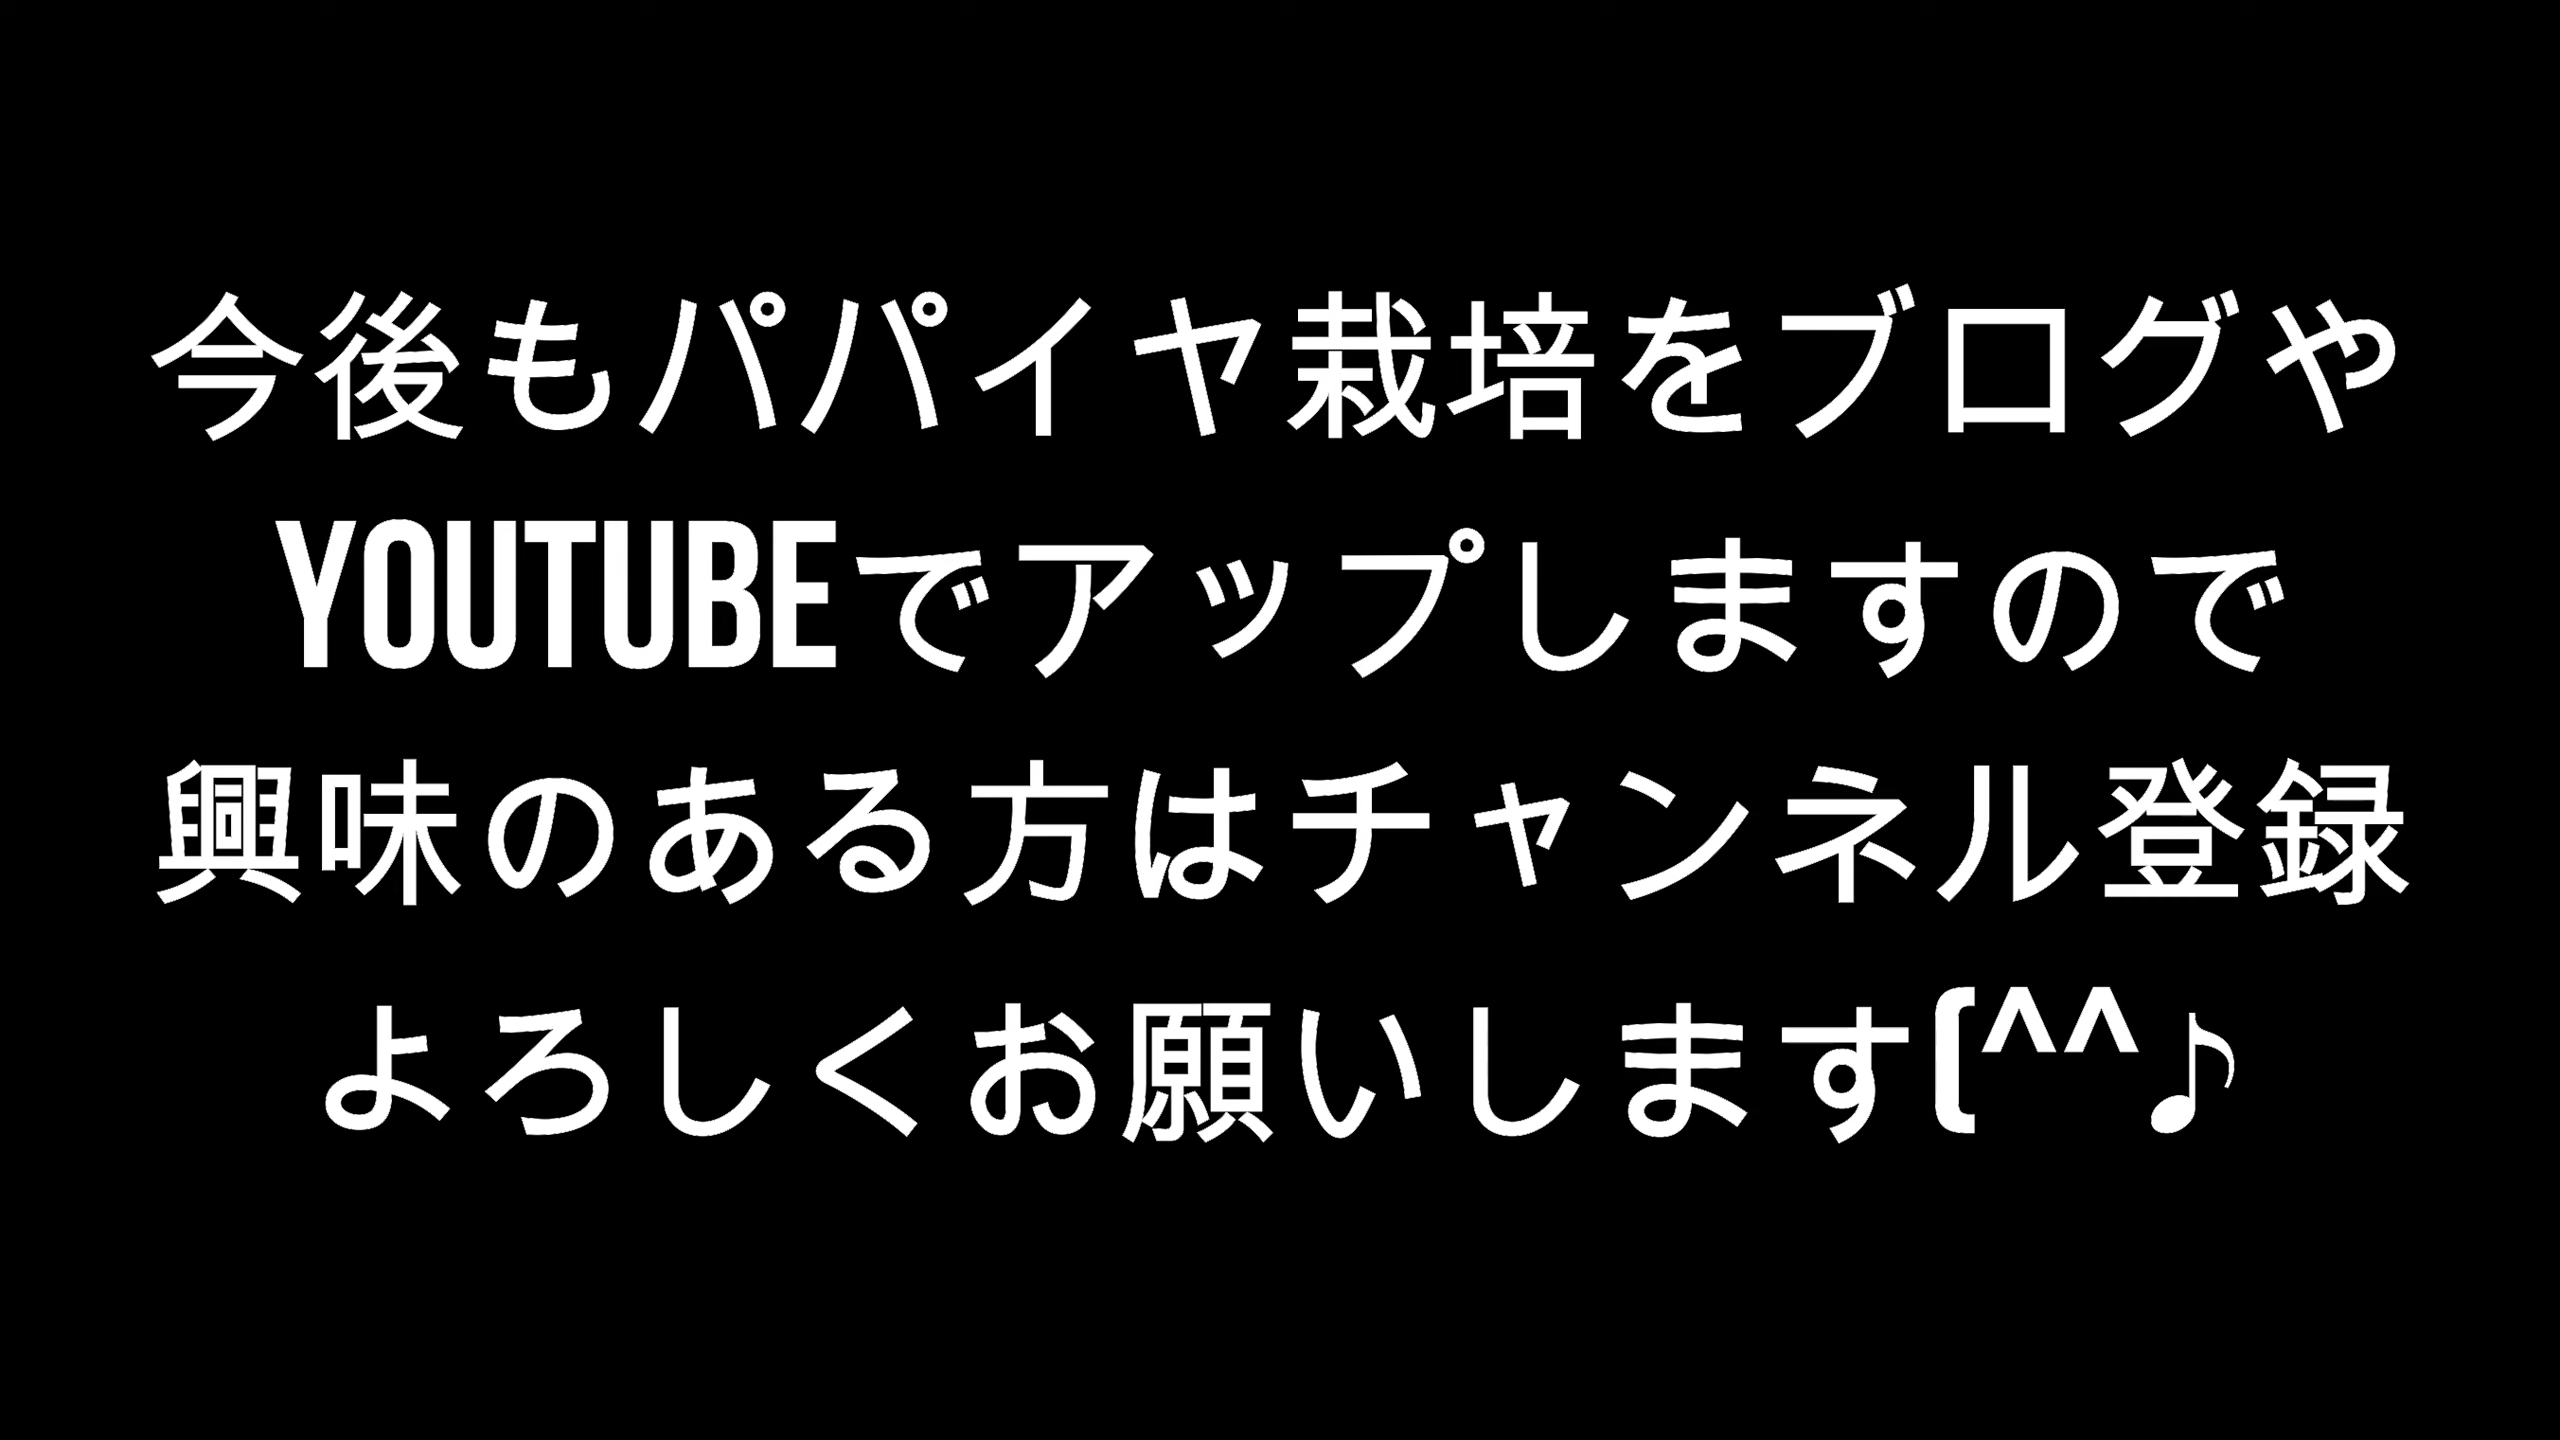 今後もパパイヤ栽培をブログや
YOUTUBEでアップしますので
興味のある方はチャンネル登録
よろしくお願いします(^^♪